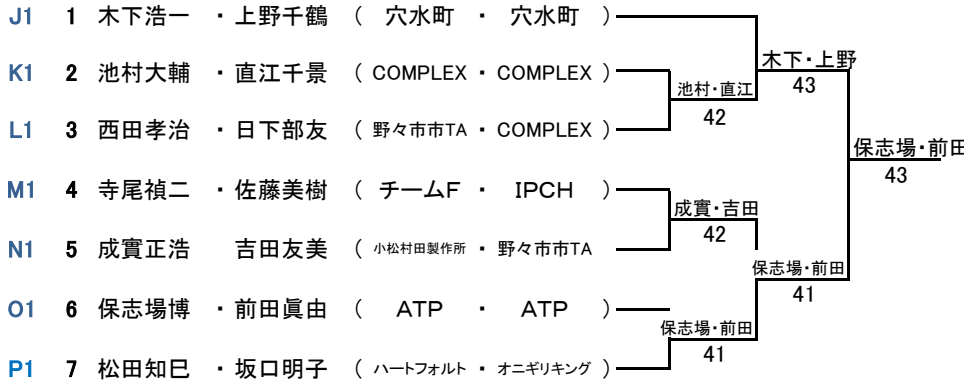 J1 1 木下浩一 ・上野千鶴 ( 穴水町 ・ 穴水町 )
木下・上野
43
K1 2 池村大輔 ・直江千景 ( COMPLEX ・ COMPLEX )
池村・直江
42
L1 3 西田孝治 ・日下部友 ( 野々市市TA ・ COMPLEX )
保志場・前田
43
M1 4 寺尾禎二 ・佐藤美樹 ( チームF ・ IPCH )
成實・吉田
42
N1 5 成實正浩 吉田友美 ( 小松村田製作所 ・ 野々市市TA )
保志場・前田
41
O1 6 保志場博 ・前田眞由 ( ATP ・ ATP )
保志場・前田
41
P1 7 松田知巳 ・坂口明子 ( ハートフォルト ・ オニギリキング )